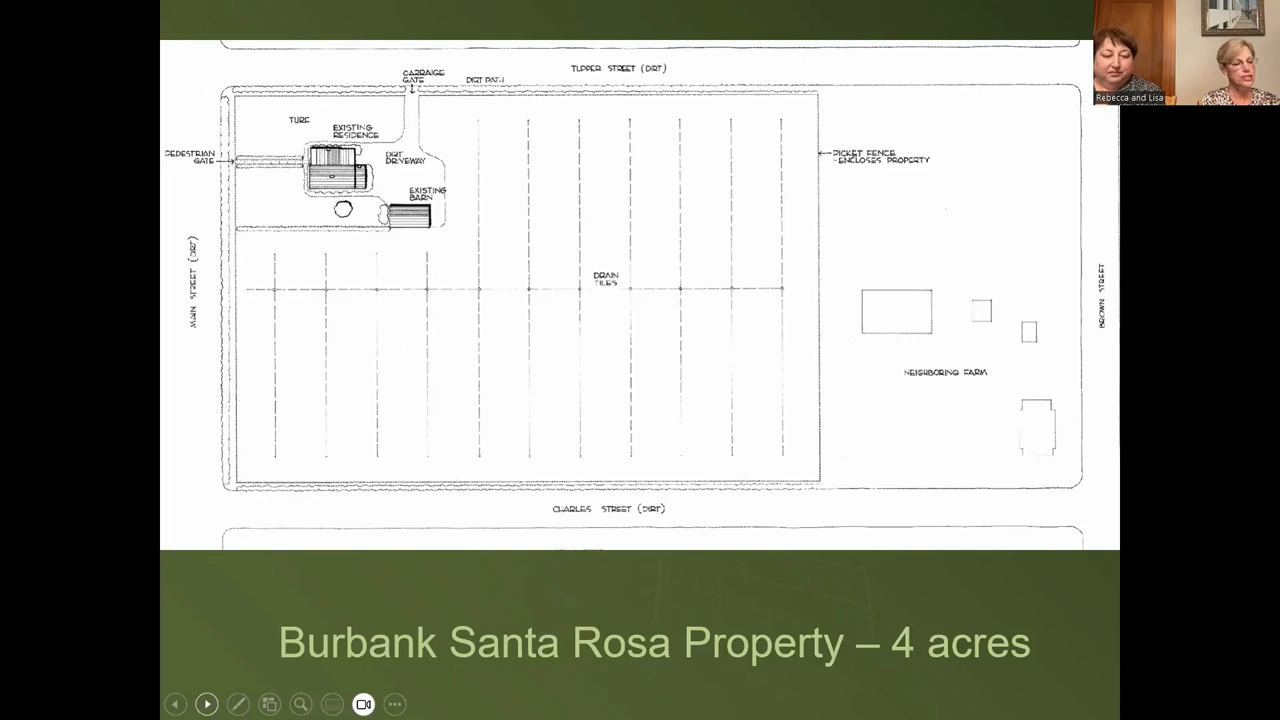 TUPPER STREET (DIRT)
CARRAIGE
GATE
DIRT PATH
TURF
EXISTING
RESIDENCE
PEDESTRIAN
GATE
DIRT
DRIVEWAY
PICKET FENCE
-ENCLOSES PROPERTY
EXISTING
BARN
MAIN STREET (DIRT)
DRAIN
TILES
BROWN STREET
NEIGHBORING FARM
CHARLES STREET (DIRT)
Burbank Santa Rosa Property – 4 acres
Rebecca and Lisa